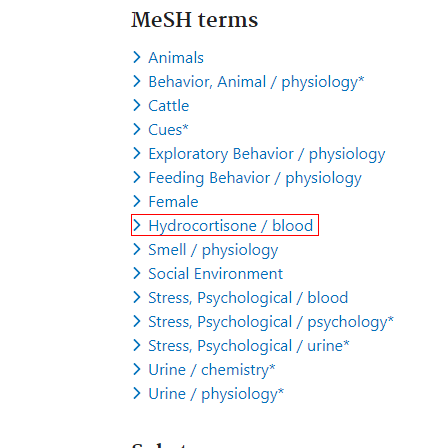 MeSH terms
Animals
Behavior, Animal / physiology*
Cattle
Cues*
Exploratory Behavior / physiology
Feeding Behavior / physiology
Female
Hydrocortisone / blood
Smell / physiology
Social Environment
Stress, Psychological / blood
Stress, Psychological / psychology*
Stress, Psychological / urine*
Urine / chemistry*
Urine / physiology*